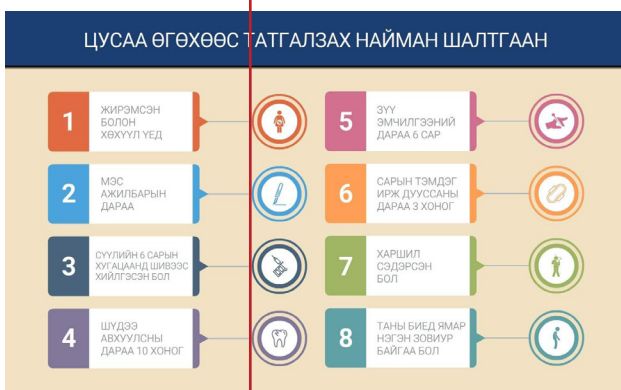 ЦУСАА ӨГӨХӨӨС ТАТГАЛЗАХ НАЙМАН ШАЛТГААН
1
ЖИРЭМСЭН
БОЛОН
ХӨХҮҮЛ ҮЕД
2
МЭС
АЖИЛБАРЫН
ДАРАА
3
СҮҮЛИЙН 6 САРЫН
ХУГАЦААНД ШИВЭЭС
ХИЙЛГЭСЭН БОЛ
4
ШҮДЭЭ
АВХУУЛСНЫ
ДАРАА 10 ХОНОГ
5
ЗҮҮ
ЭМЧИЛГЭЭНИЙ
ДАРАА 6 САР
6
САРЫН ТЭМДЭГ
ИРЖ ДУУССАНЫ
ДАРАА 3 ХОНОГ
7
ХАРШИЛ
СЭДЭРСЭН
БОЛ
8
ТАНЫ БИЕД ЯМАР
НЭГЭН ЗОВИУР
БАЙГАА БОЛ